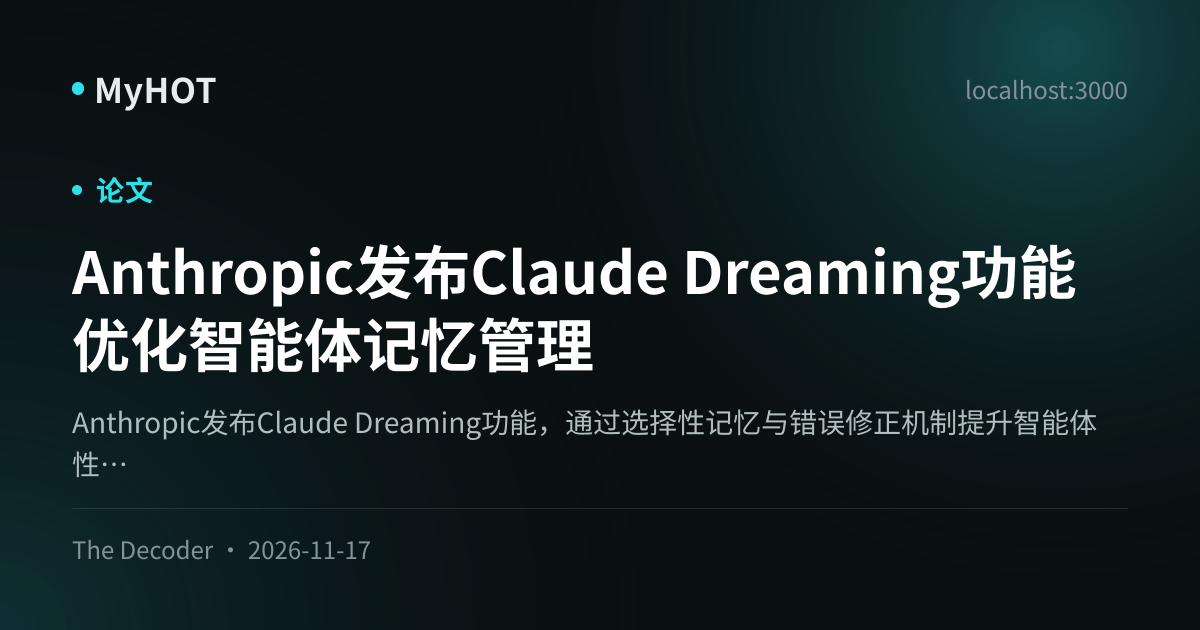 MyHOT
localhost:3000
论文
Anthropic发布Claude Dreaming功能
优化智能体记忆管理
Anthropic发布Claude Dreaming功能，通过选择性记忆与错误修正机制提升智能体
性…
The Decoder • 2026-11-17